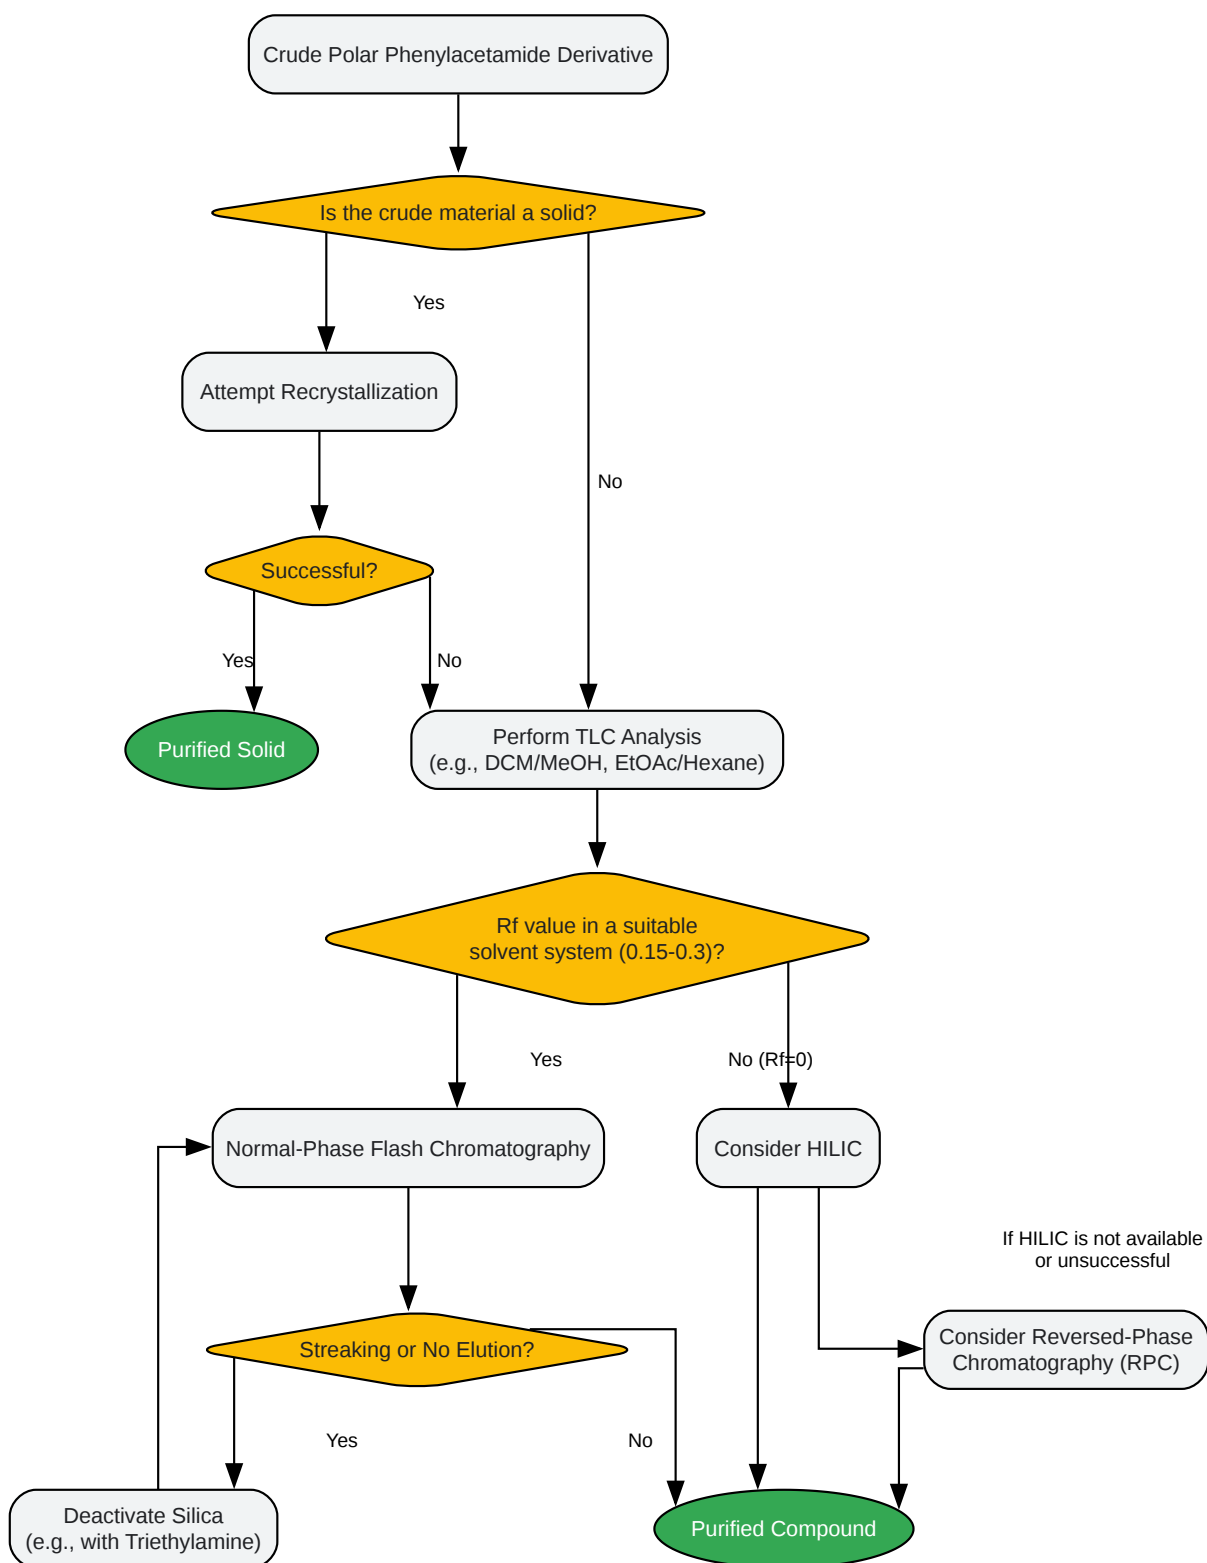 Crude Polar Phenylacetamide Derivative
Is the crude material a solid?
Yes
Attempt Recrystallization
No
Successful?
Yes
No
Purified Solid
Perform TLC Analysis
(e.g., DCM/MeOH, EtOAc/Hexane)
Rf value in a suitable
solvent system (0.15-0.3)?
Yes
No (Rf=0)
Normal-Phase Flash Chromatography
Consider HILIC
If HILIC is not available
or unsuccessful
Streaking or No Elution?
Consider Reversed-Phase
Chromatography (RPC)
Yes
No
Deactivate Silica
(e.g., with Triethylamine)
Purified Compound